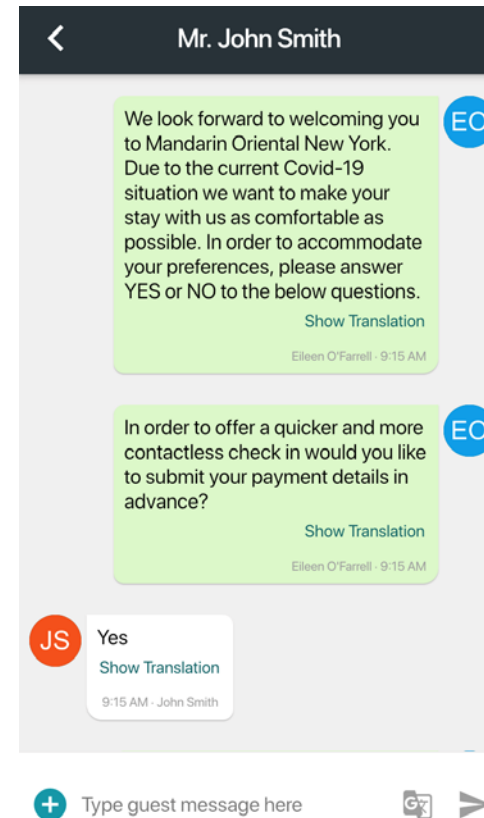 Mr. John Smith
We look forward to welcoming you
to Mandarin Oriental New York.
Due to the current Covid-19
situation we want to make your
stay with us as comfortable as
possible. In order to accommodate
your preferences, please answer
YES or NO to the below questions.
Show Translation
Eileen O'Farrell - 9:15 AM
EO
In order to offer a quicker and more
contactless check in would you like
to submit your payment details in
advance?
Show Translation
Eileen O'Farrell - 9:15 AM
EO
JS
Yes
Show Translation
9:15 AM - John Smith
Type guest message here